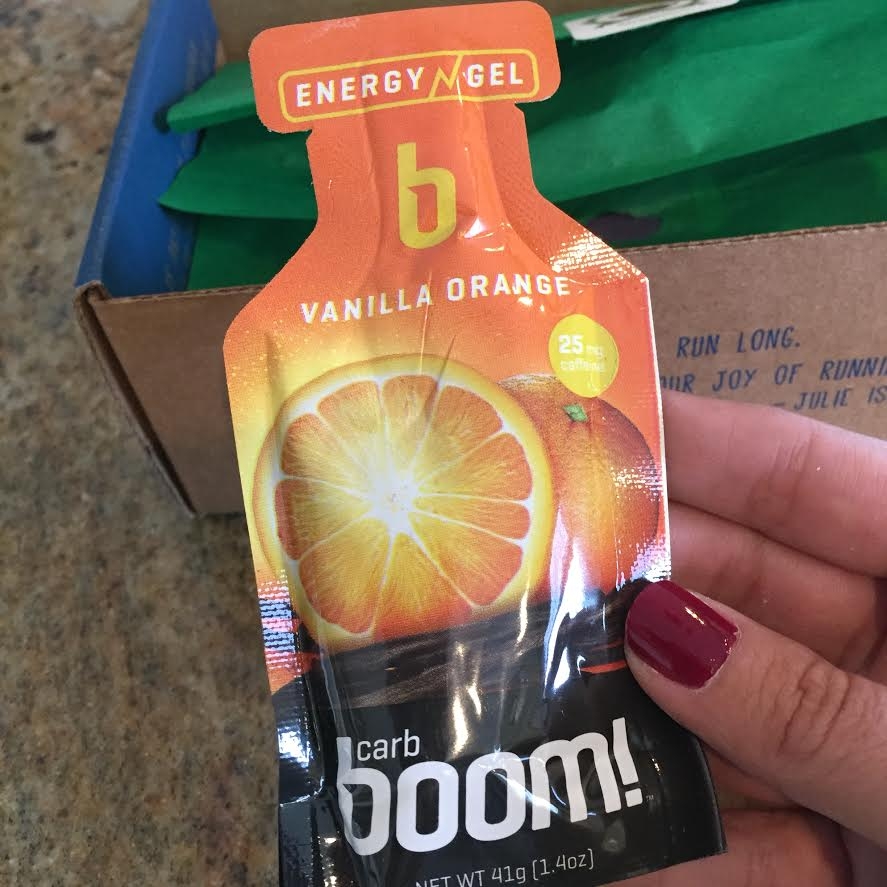 ENERGY GEL
b
VANILLA ORANGE
25 mg
caffeine
RUN LONG.
OUR JOY OF RUNNI
— JULIE IS
carb
boom!
NET WT 41g [1.4oz]